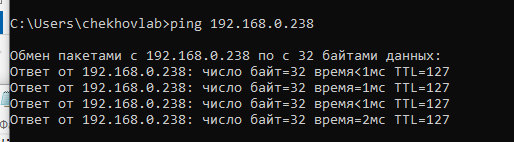 C:\Users\chekhovlab>ping 192.168.0.238
Обмен пакетами с 192.168.0.238 по с 32 байтами данных:
Ответ от 192.168.0.238: число байт=32 время<1мс TTL=127
Ответ от 192.168.0.238: число байт=32 время=1мс TTL=127
Ответ от 192.168.0.238: число байт=32 время<1мс TTL=127
Ответ от 192.168.0.238: число байт=32 время=2мс TTL=127